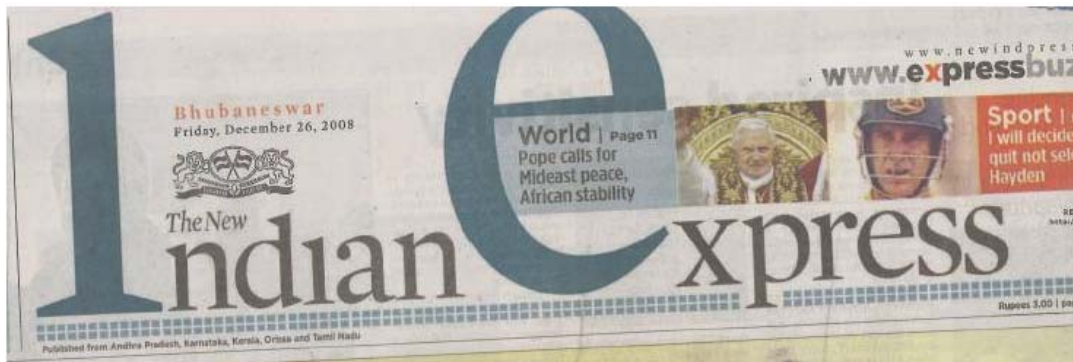 www.newindpress
www.expressbuz
Bhubaneswar
Friday, December 26, 2008
World | Page 11
Pope calls for
Mideast peace,
African stability
Sport |
I will decide
quit not sel
Hayden
The New
Indian Express
Rupees 3.00 |
Published from Andhra Pradesh, Karnataka, Kerala, Orissa and Tamil Nadu